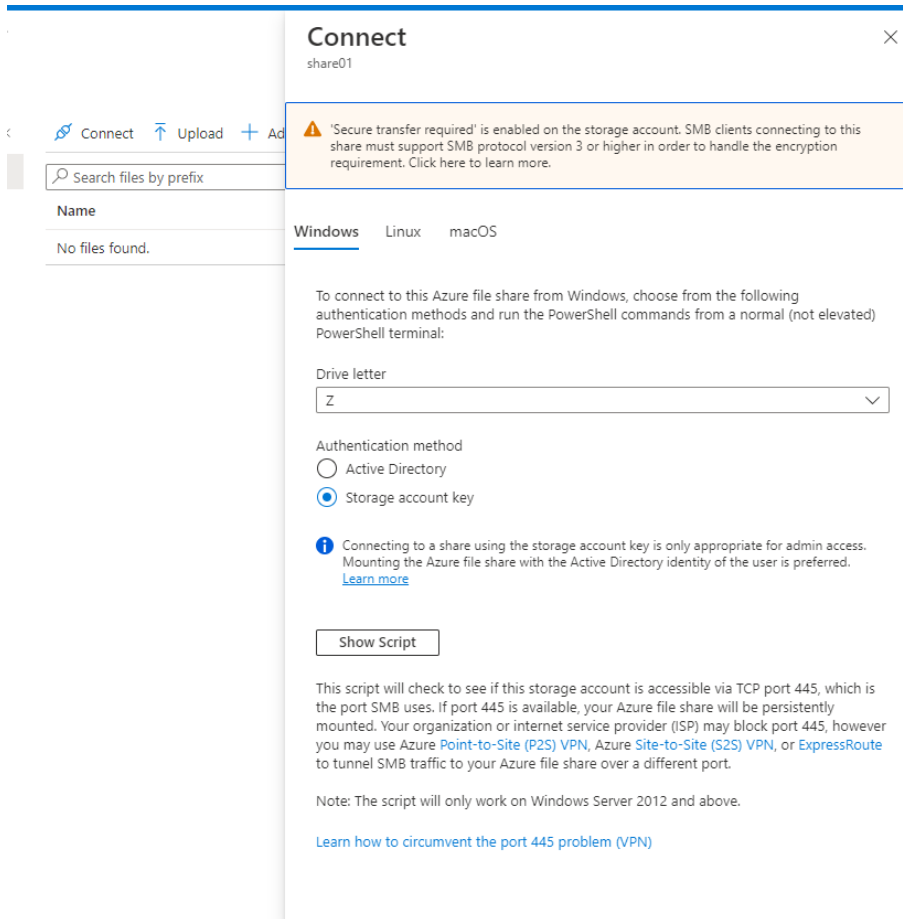 Connect
share01
Connect
Upload
Ad
Search files by prefix
Name
No files found.
'Secure transfer required' is enabled on the storage account. SMB clients connecting to this
share must support SMB protocol version 3 or higher in order to handle the encryption
requirement. Click here to learn more.
Windows
Linux
macOS
To connect to this Azure file share from Windows, choose from the following
authentication methods and run the PowerShell commands from a normal (not elevated)
PowerShell terminal:
Drive letter
Z
Authentication method
Active Directory
Storage account key
Connecting to a share using the storage account key is only appropriate for admin access.
Mounting the Azure file share with the Active Directory identity of the user is preferred.
Learn more
Show Script
This script will check to see if this storage account is accessible via TCP port 445, which is
the port SMB uses. If port 445 is available, your Azure file share will be persistently
mounted. Your organization or internet service provider (ISP) may block port 445, however
you may use Azure Point-to-Site (P2S) VPN, Azure Site-to-Site (S2S) VPN, or ExpressRoute
to tunnel SMB traffic to your Azure file share over a different port.
Note: The script will only work on Windows Server 2012 and above.
Learn how to circumvent the port 445 problem (VPN)